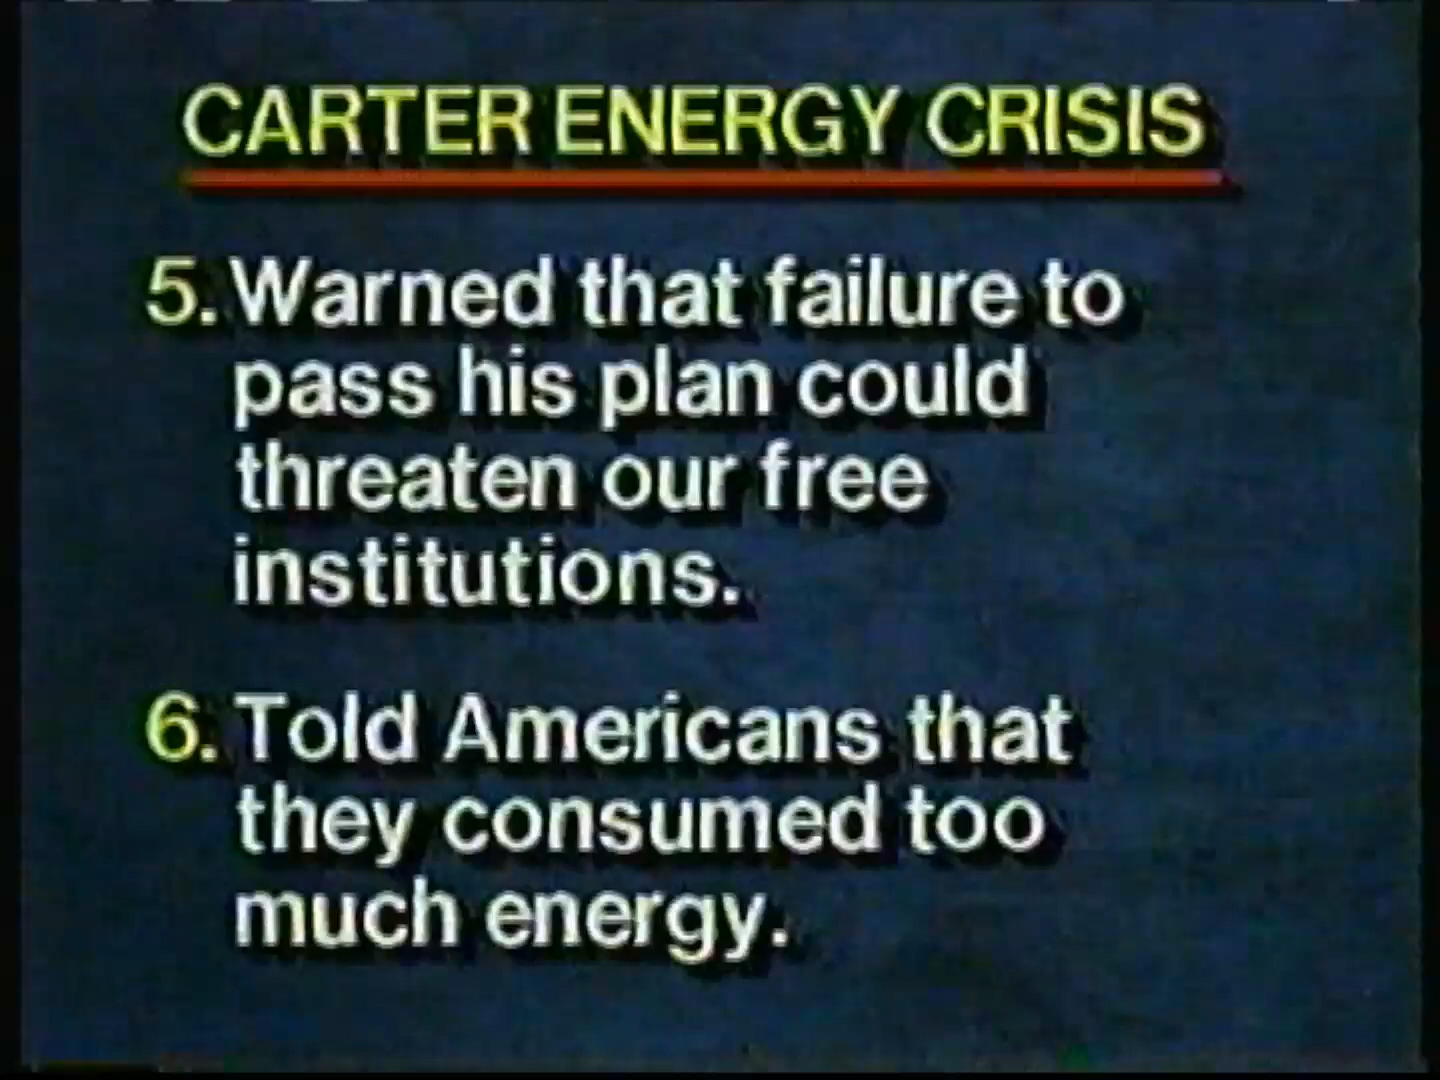 CARTER ENERGY CRISIS
5. Warned that failure to
pass his plan could
threaten our free
institutions.
6. Told Americans that
they consumed too
much energy.